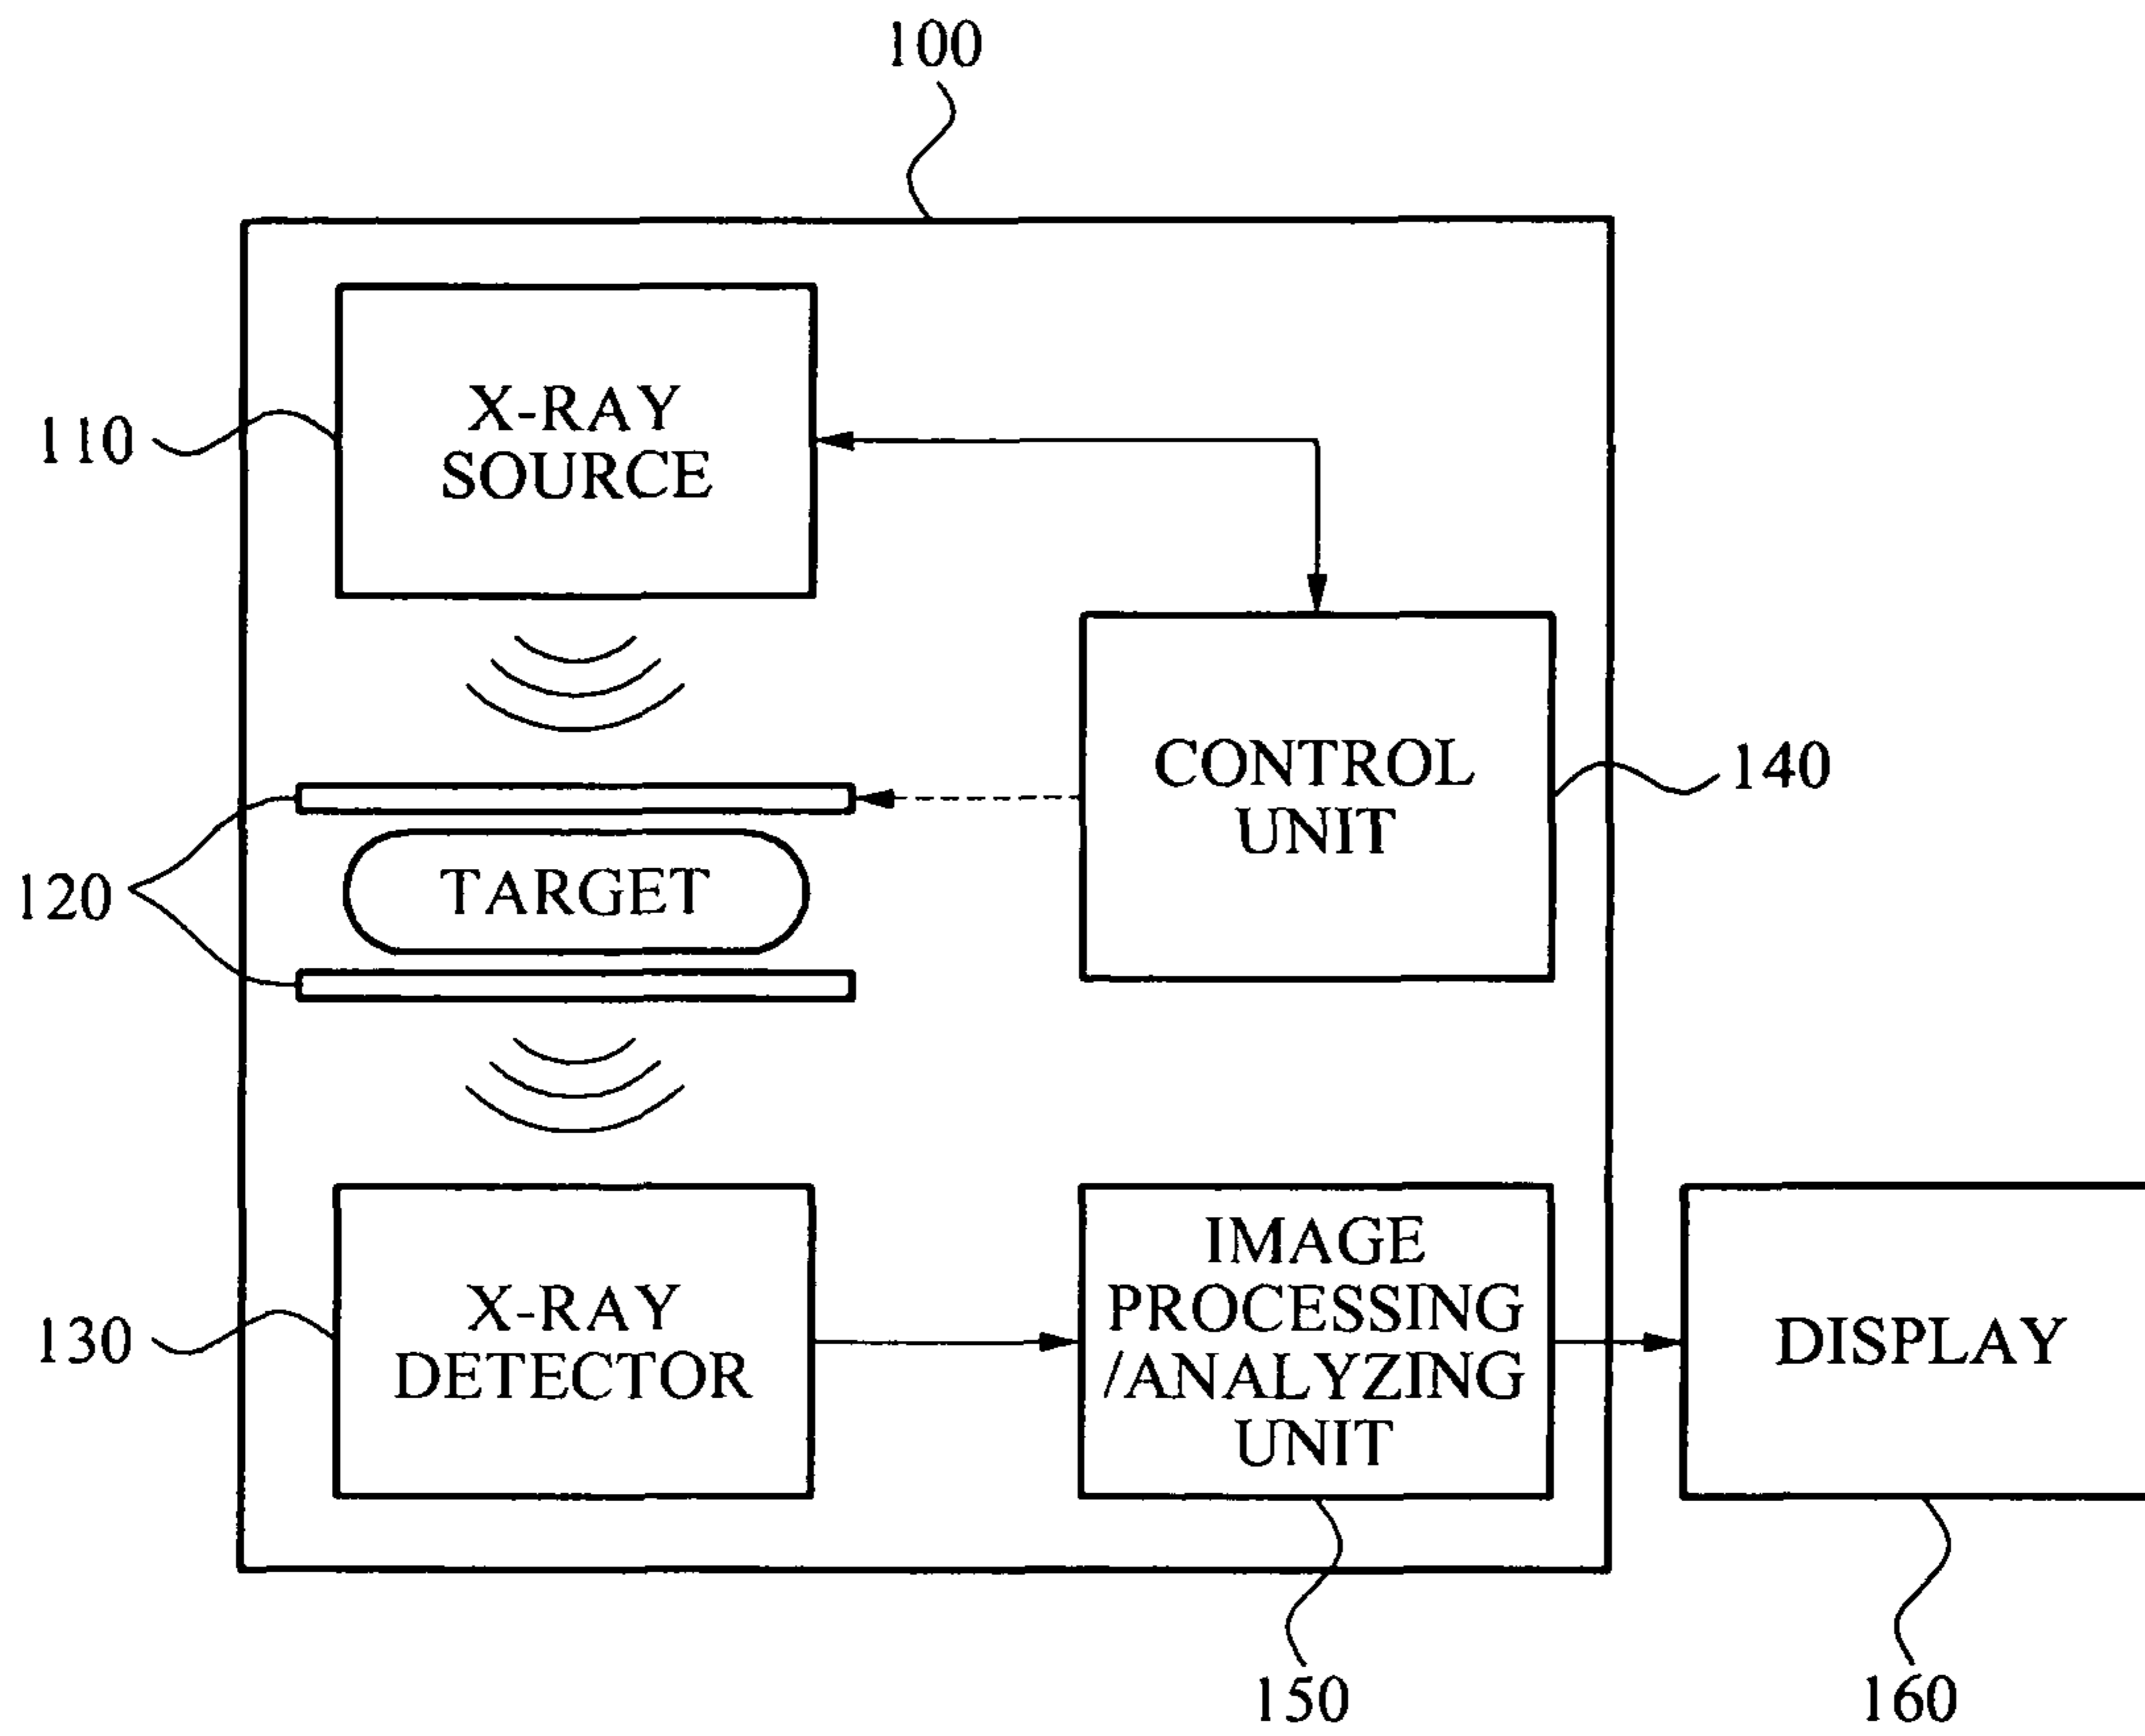 100
X-RAY
SOURCE
110
CONTROL
UNIT
140
TARGET
120
X-RAY
DETECTOR
130
IMAGE
PROCESSING
/ANALYZING
UNIT
DISPLAY
150
160